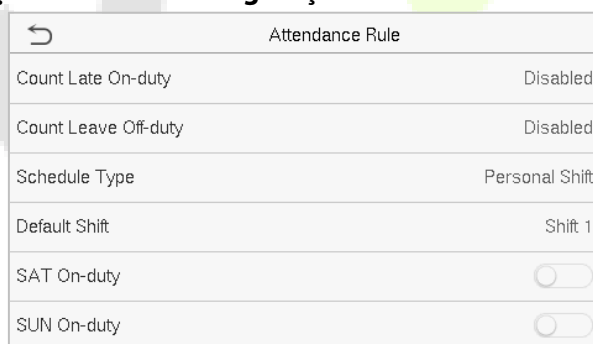 Attendance Rule
Count Late On-duty Disabled
Count Leave Off-duty Disabled
Schedule Type Personal Shift
Default Shift Shift 1
SAT On-duty
SUN On-duty